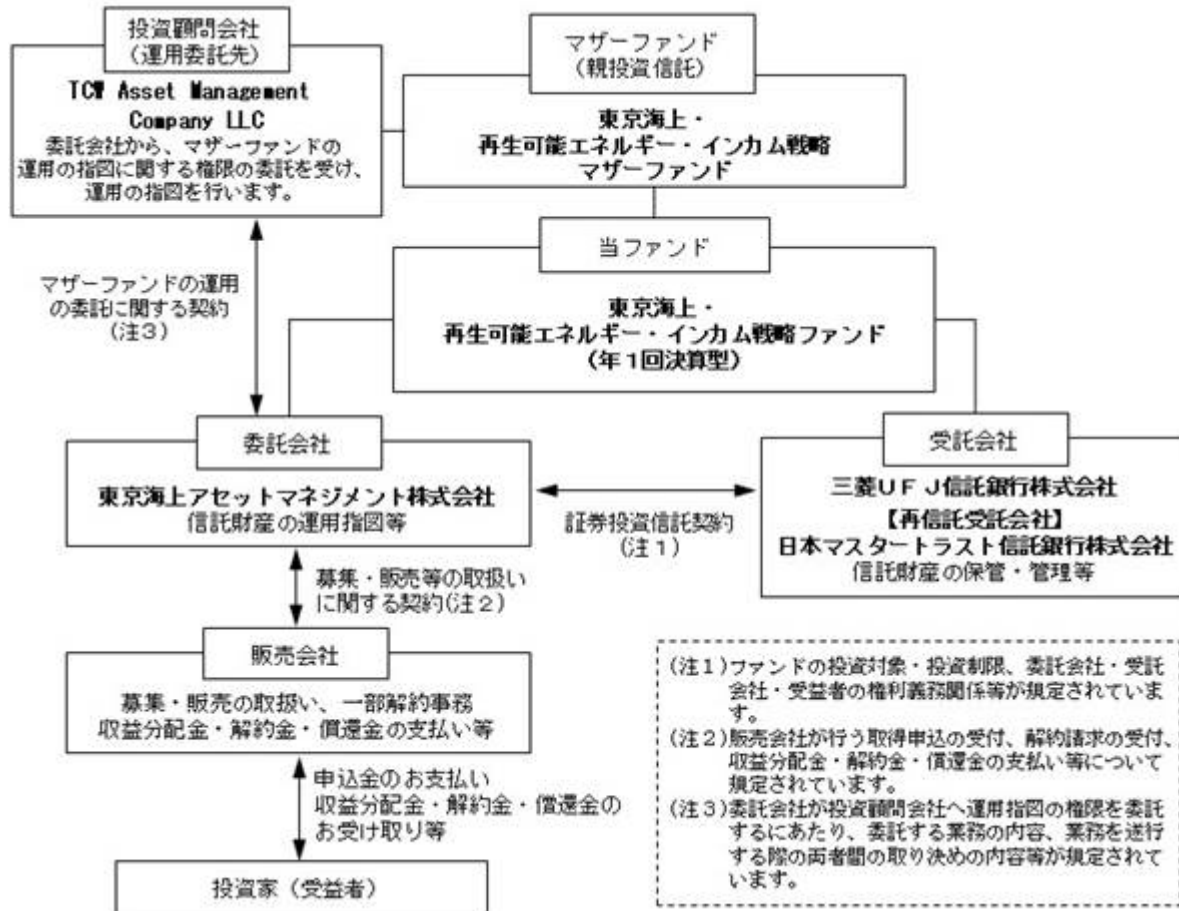 投資顧問会社
(運用委託先)
TCW Asset Management
Company LLC
委託会社から、マザーファンドの
運用の指図に関する権限の委託を受け、
運用の指図を行います。
マザーファンド
(親投資信託)
東京海上・
再生可能エネルギー・インカム戦略
マザーファンド
当ファンド
東京海上・
再生可能エネルギー・インカム戦略ファンド
(年1回決算型)
マザーファンドの運用
の委託に関する契約
(注3)
委託会社
東京海上アセットマネジメント株式会社
信託財産の運用指図等
証券投資信託契約
(注1)
受託会社
三菱UFJ信託銀行株式会社
【再信託受託会社】
日本マスタートラスト信託銀行株式会社
信託財産の保管・管理等
募集・販売等の取扱い
に関する契約(注2)
販売会社
募集・販売の取扱い、一部解約事務
収益分配金・解約金・償還金の支払い等
申込金のお支払い
収益分配金・解約金・償還金の
お受け取り等
投資家(受益者)
(注1)ファンドの投資対象・投資制限、委託会社・受託
会社・受益者の権利義務関係等が規定されていま
す。
(注2)販売会社が行う取得申込の受付、解約請求の受付、
収益分配金・解約金・償還金の支払い等について
規定されています。
(注3)委託会社が投資顧問会社へ運用指図の権限を委託
するにあたり、委託する業務の内容、業務を遂行
する際の両者間の取り決めの内容等が規定されて
います。